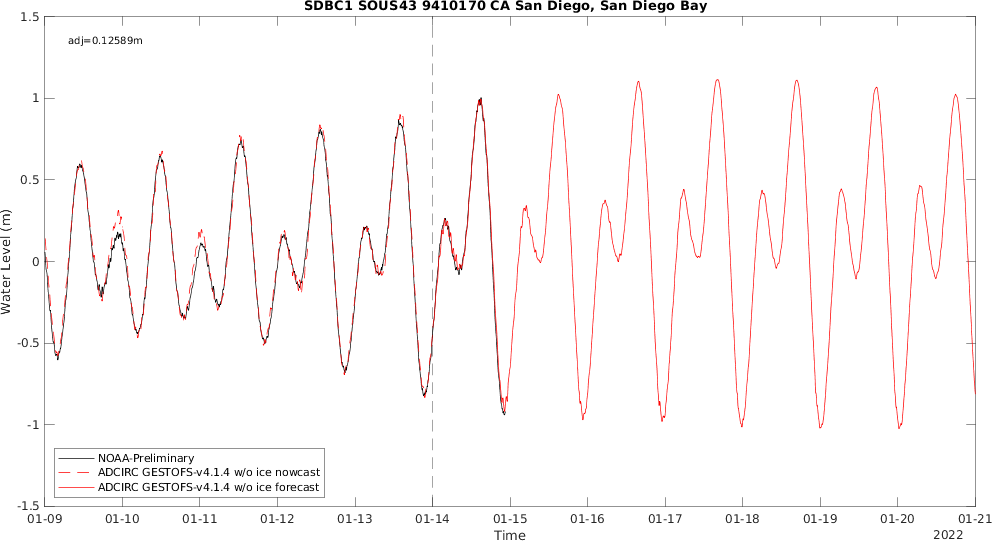 SDBC1 SOUS43 9410170 CA San Diego, San Diego Bay
adj=0.12589m
1.5
1
0.5
0
-0.5
-1
-1.5
Water Level (m)
NOAA-Preliminary
ADCIRC GESTOFS-v4.1.4 w/o ice nowcast
ADCIRC GESTOFS-v4.1.4 w/o ice forecast
01-09 01-10 01-11 01-12 01-13 01-14 01-15 01-16 01-17 01-18 01-19 01-20 01-21
Time
2022